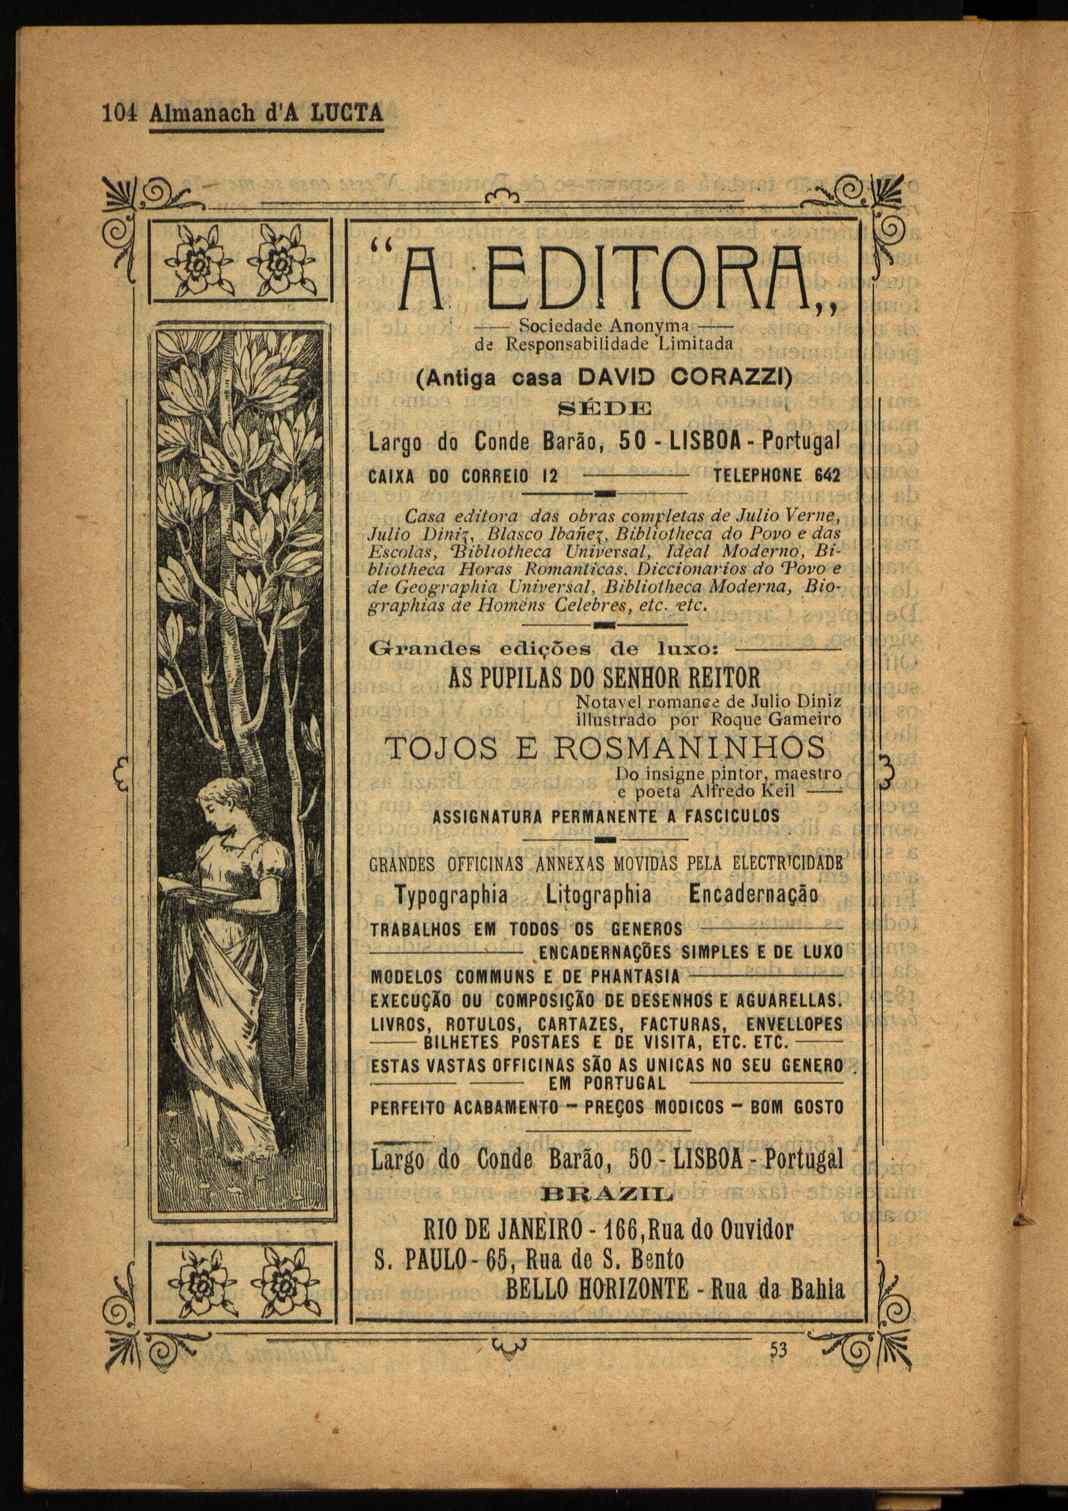 104 Almanach d'A LUCTA
"A EDITORA„
Sociedade Anonyma
de Responsabilidade Limitada
(Antiga casa DAVID CORAZZI)
SÉDE
Largo do Conde Barão, 50 - LISBOA - Portugal
CAIXA DO CORREIO 12 TELEPHONE 642
Casa editora das obras completas de Julio Verne,
Julio Diniz, Blasco Ibañez, Bibliotheca do Povo e das
Escolas, Bibliotheca Universal, Ideal Moderno, Bi-
bliotheca Horas Romanticas, Diccionarios do Povo e
de Geographia Universal, Bibliotheca Moderna, Bio-
graphias de Homens Celebres, etc. etc.
Grandes edições de luxo:
AS PUPILAS DO SENHOR REITOR
Notavel romance de Julio Diniz
illustrado por Roque Gameiro
TOJOS E ROSMANINHOS
Do insigne pintor, maestro
e poeta Alfredo Keil
ASSIGNATURA PERMANENTE A FASCICULOS
GRANDES OFFICINAS ANNEXAS MOVIDAS PELA ELECTRICIDADE
Typographia Litographia Encadernação
TRABALHOS EM TODOS OS GENEROS
ENCADERNAÇÕES SIMPLES E DE LUXO
MODELOS COMMUNS E DE PHANTASIA
EXECUÇÃO OU COMPOSIÇÃO DE DESENHOS E AGUARELLAS.
LIVROS, ROTULOS, CARTAZES, FACTURAS, ENVELLOPES
BILHETES POSTAES E DE VISITA, ETC. ETC.
ESTAS VASTAS OFFICINAS SÃO AS UNICAS NO SEU GENERO
EM PORTUGAL
PERFEITO ACABAMENTO - PREÇOS MODICOS - BOM GOSTO
Largo do Conde Barão, 50 - LISBOA - Portugal
BRAZIL
RIO DE JANEIRO - 166, Rua do Ouvidor
S. PAULO - 65, Rua de S. Bento
BELLO HORIZONTE - Rua da Bahia
53